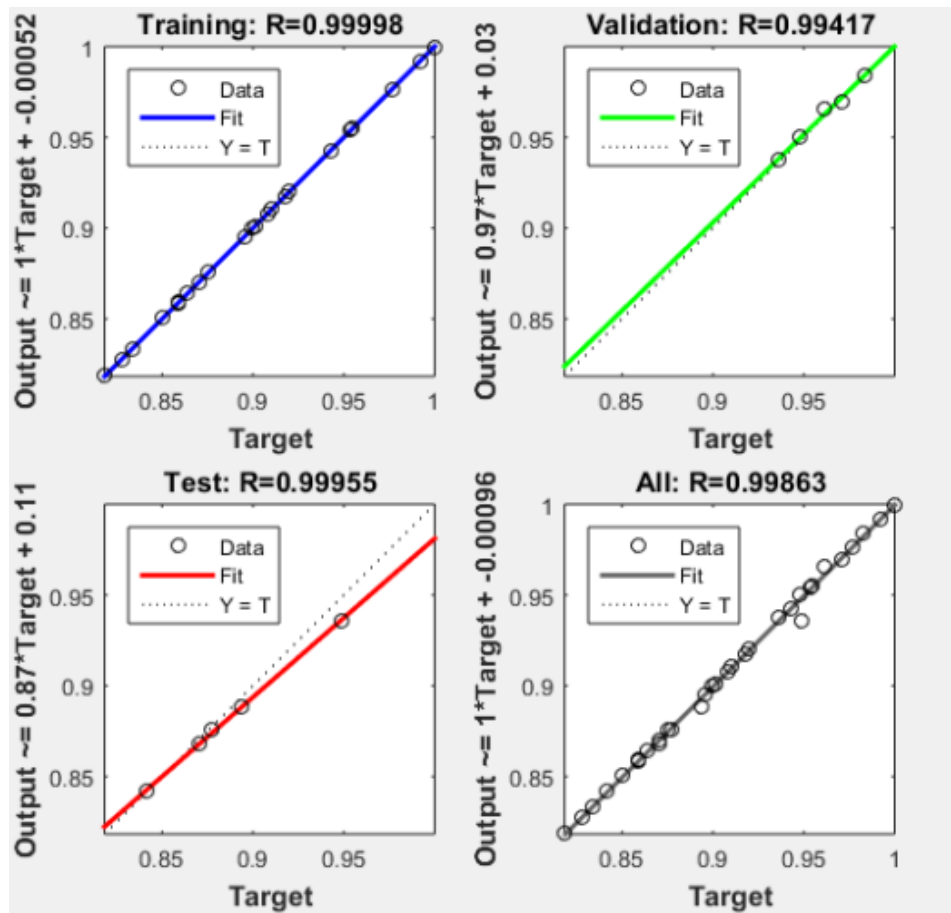 Training: R=0.99998
Output ~= 1*Target + -0.00052
1
0.95
0.9
0.85
Data
Fit
Y = T
0.85 0.9 0.95 1
Target
Validation: R=0.99417
Output ~= 0.97*Target + 0.03
1
0.95
0.9
0.85
Data
Fit
Y = T
0.85 0.9 0.95 1
Target
Test: R=0.99955
Output ~= 0.87*Target + 0.11
1
0.95
0.9
0.85
Data
Fit
Y = T
0.85 0.9 0.95 1
Target
All: R=0.99863
Output ~= 1*Target + -0.00096
1
0.95
0.9
0.85
Data
Fit
Y = T
0.85 0.9 0.95 1
Target